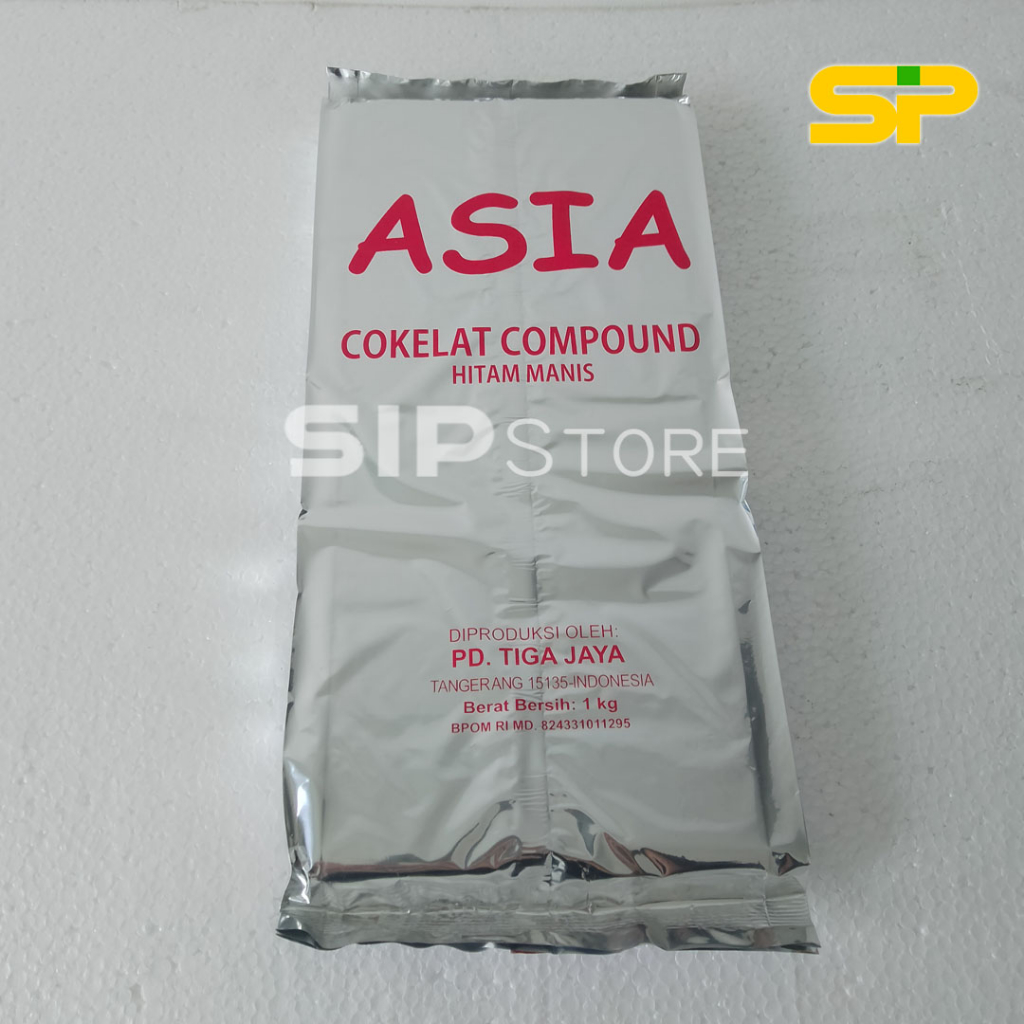 SIP
ASIA
COKELAT COMPOUND
HITAM MANIS
SIP STORE
DIPRODUKSI OLEH:
PD. TIGA JAYA
TANGERANG 15135-INDONESIA
Berat Bersih: 1 kg
BPOM RI MD. 824331011295